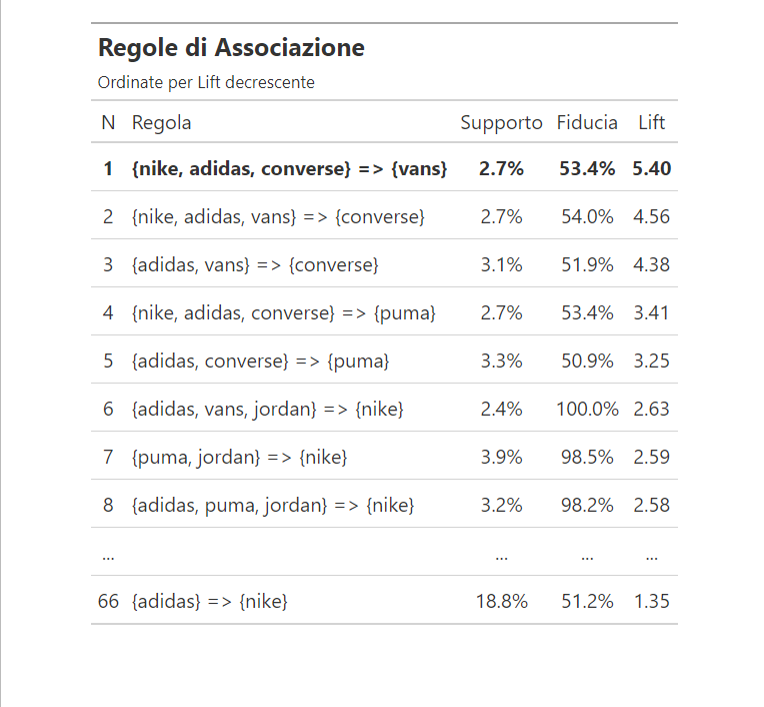 Regole di Associazione
Ordinate per Lift decrescente
N Regola Supporto Fiducia Lift
1 {nike, adidas, converse} => {vans} 2.7% 53.4% 5.40
2 {nike, adidas, vans} => {converse} 2.7% 54.0% 4.56
3 {adidas, vans} => {converse} 3.1% 51.9% 4.38
4 {nike, adidas, converse} => {puma} 2.7% 53.4% 3.41
5 {adidas, converse} => {puma} 3.3% 50.9% 3.25
6 {adidas, vans, jordan} => {nike} 2.4% 100.0% 2.63
7 {puma, jordan} => {nike} 3.9% 98.5% 2.59
8 {adidas, puma, jordan} => {nike} 3.2% 98.2% 2.58
... ... ... ...
66 {adidas} => {nike} 18.8% 51.2% 1.35